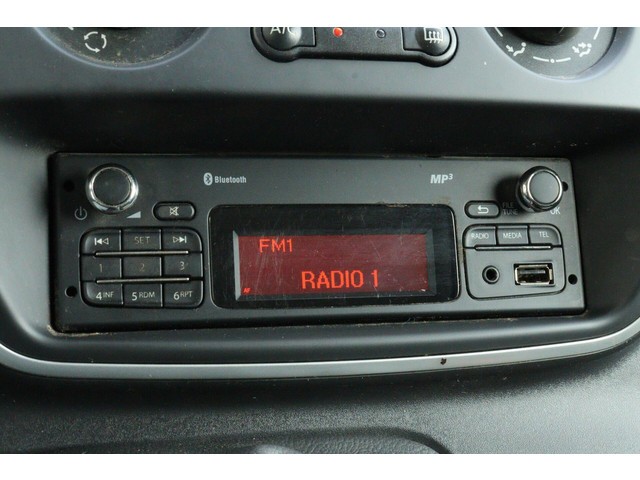 A/C
Bluetooth
MP3
SET
1 2 3
4 INF 5 RDM 6 RPT
FM1
RADIO 1
AF
OK
RADIO MEDIA TEL